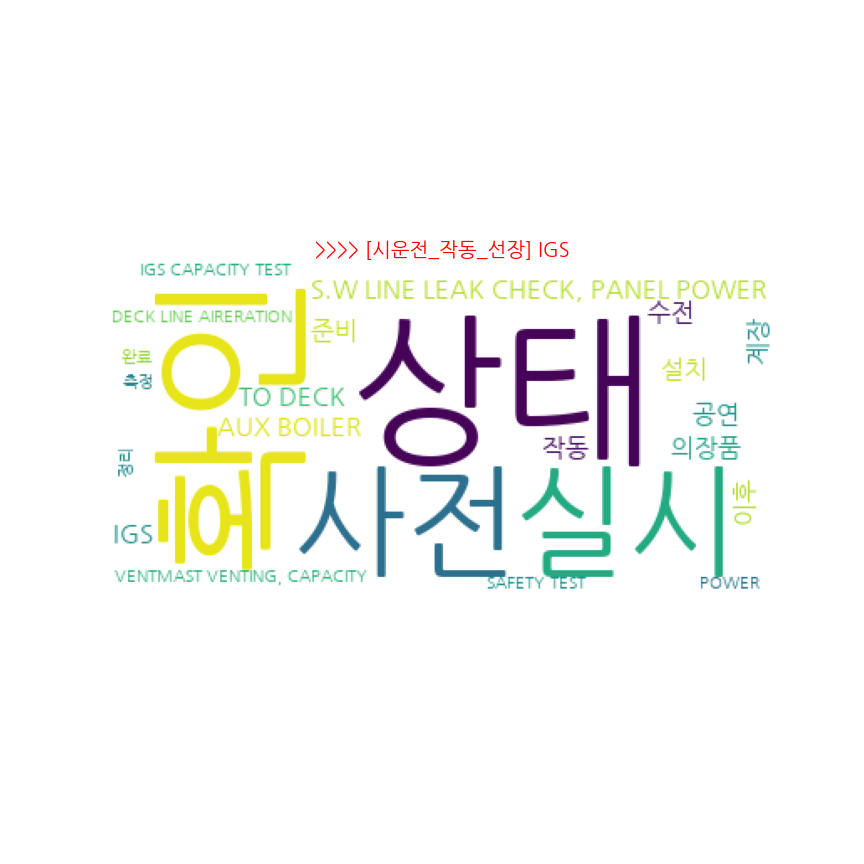 >>>> [시운전_작동_선장] IGS
IGS CAPACITY TEST
S.W LINE LEAK CHECK, PANEL POWER
DECK LINE AIRERATION
준비
수전
계장
완료
측정
확인
상태
설치
TO DECK
AUX BOILER
공연
작동
의장품
정리
사전
실시
이후
IGS
VENTMAST VENTING, CAPACITY
SAFETY TEST
POWER